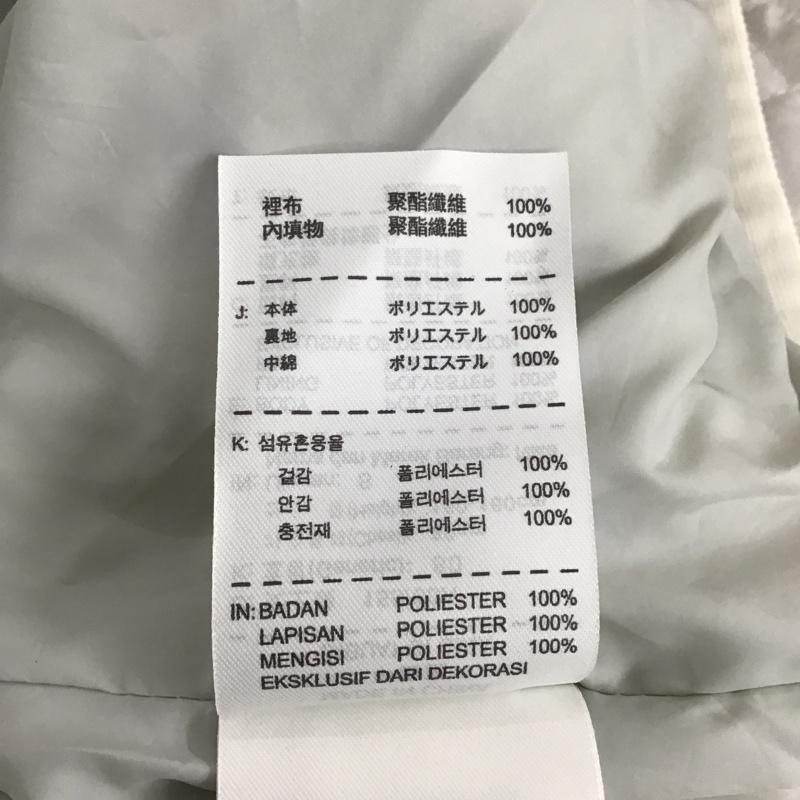 裡布 聚酯纖維 100%
內填物 聚酯纖維 100%
J: 本体 ポリエステル 100%
裏地 ポリエステル 100%
中綿 ポリエステル 100%
K: 섬유혼용율
겉감 폴리에스터 100%
안감 폴리에스터 100%
충전재 폴리에스터 100%
IN: BADAN POLIESTER 100%
LAPISAN POLIESTER 100%
MENGISI POLIESTER 100%
EKSKLUSIF DARI DEKORASI